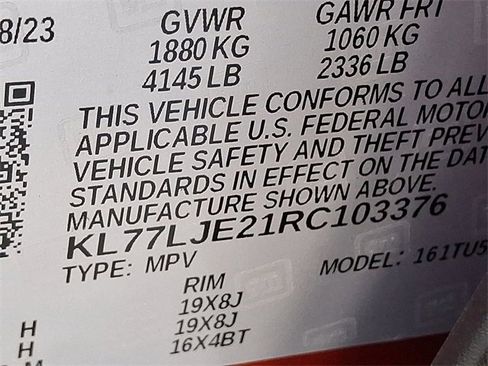 8/23 GVWR GAWR FRT
1880 KG 1060 KG
4145 LB 2336 LB
THIS VEHICLE CONFORMS TO ALL
APPLICABLE U.S. FEDERAL MOTOR
VEHICLE SAFETY AND THEFT PREV
STANDARDS IN EFFECT ON THE DAT
MANUFACTURE SHOWN ABOVE.
KL77LJE21RC103376
TYPE: MPV MODEL: 161TU5
RIM
19X8J
H 19X8J
H 16X4BT